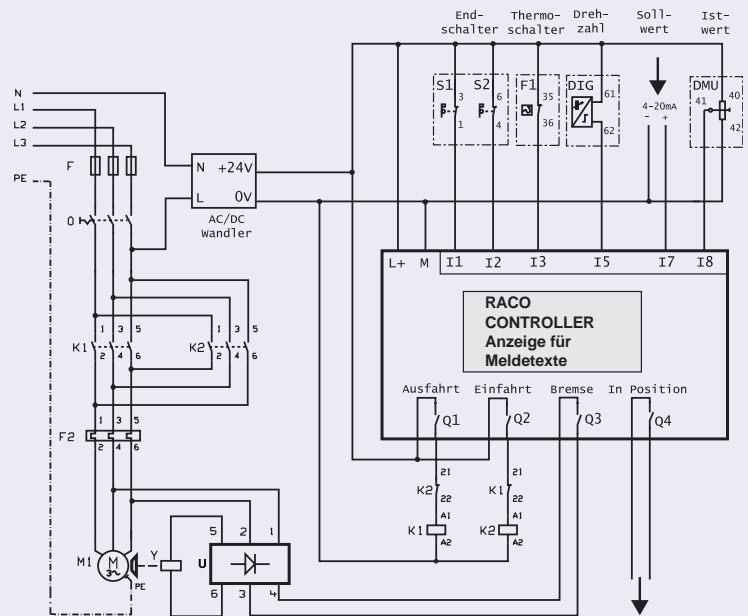 End-
schalter
Thermo-
schalter
Dreh-
zahl
Soll-
wert
Ist-
wert
N
L1
L2
L3
PE
F
N +24V
L 0V
AC/DC
Wandler
0
S1
3
1
S2
6
4
F1
35
36
DIG
61
62
4-20mA
- +
DMU
41
40
42
L+ M I1 I2 I3 I5 I7 I8
RACO
CONTROLLER
Anzeige für
Meldetexte
Ausfahrt Einfahrt Bremse In Position
Q1 Q2 Q3 Q4
1 3 5
K1
2 4 6
1 3 5
K2
2 4 6
1 3 5
F2
2 4 6
21
K2
22
21
K1
22
A1
K1
A2
A1
K2
A2
5 2 1
U
6 3 4
M1
M
3~
Y
PE